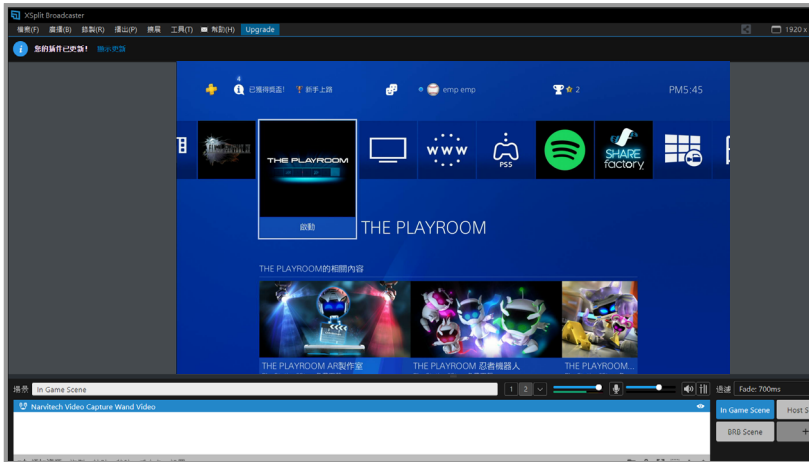 XSplit Broadcaster
檔案(F) 廣播(B) 錄製(R) 播出(P) 擴展 工具(T) 幫助(H) Upgrade 1920 x
您的插件已更新! 顯示更新
4
已獲得獎盃! 新手上路 emp emp 2 PM5:45
THE PLAYROOM
www
PS5
SHARE
factory
啟動
THE PLAYROOM
THE PLAYROOM的相關內容
THE PLAYROOM AR製作室 THE PLAYROOM 忍者機器人 THE PLAYROOM...
場景 In Game Scene 1 2 過渡 Fade: 700ms
Narvitech Video Capture Wand Video
In Game Scene Host S
BRB Scene +